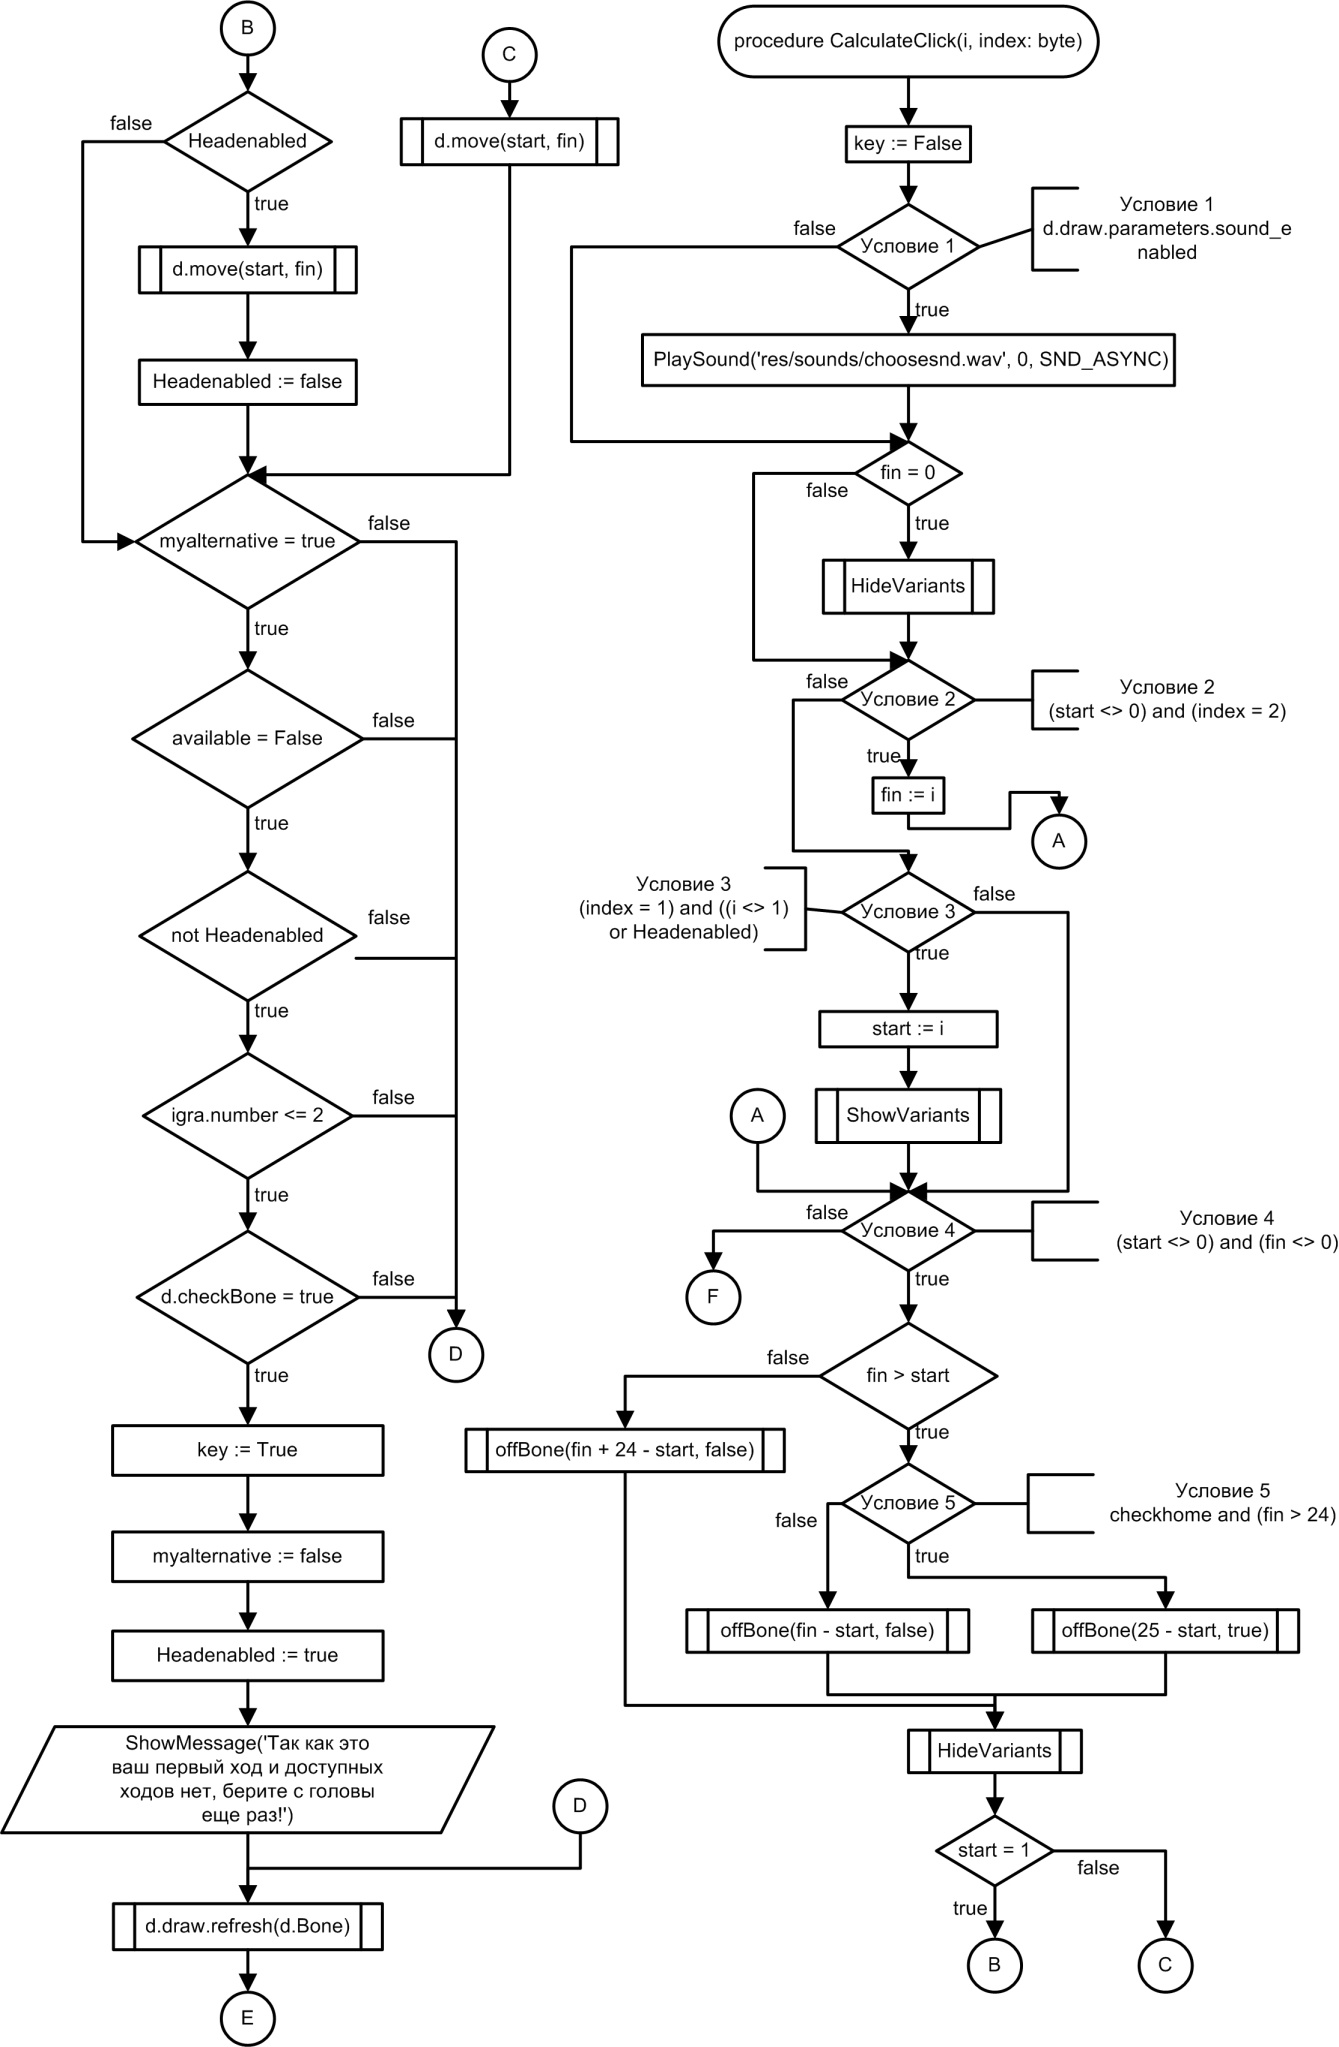 B
Headenabled
false
true
d.move(start, fin)
Headenabled := false
C
d.move(start, fin)
myalternative = true
false
true
available = False
false
true
not Headenabled
false
true
igra.number <= 2
false
true
d.checkBone = true
false
true
D
key := True
myalternative := false
Headenabled := true
ShowMessage('Так как это
ваш первый ход и доступных
ходов нет, берите с головы
еще раз!')
D
d.draw.refresh(d.Bone)
E
procedure CalculateClick(i, index: byte)
key := False
Условие 1
Условие 1
d.draw.parameters.sound_e
nabled
false
true
PlaySound('res/sounds/choosesnd.wav', 0, SND_ASYNC)
fin = 0
false
true
HideVariants
false
Условие 2
Условие 2
(start <> 0) and (index = 2)
true
fin := i
A
Условие 3
(index = 1) and ((i <> 1)
or Headenabled)
Условие 3
false
true
start := i
ShowVariants
A
false
Условие 4
Условие 4
(start <> 0) and (fin <> 0)
F
true
false
fin > start
true
offBone(fin + 24 - start, false)
Условие 5
Условие 5
checkhome and (fin > 24)
false
true
offBone(fin - start, false)
offBone(25 - start, true)
HideVariants
start = 1
false
true
B
C